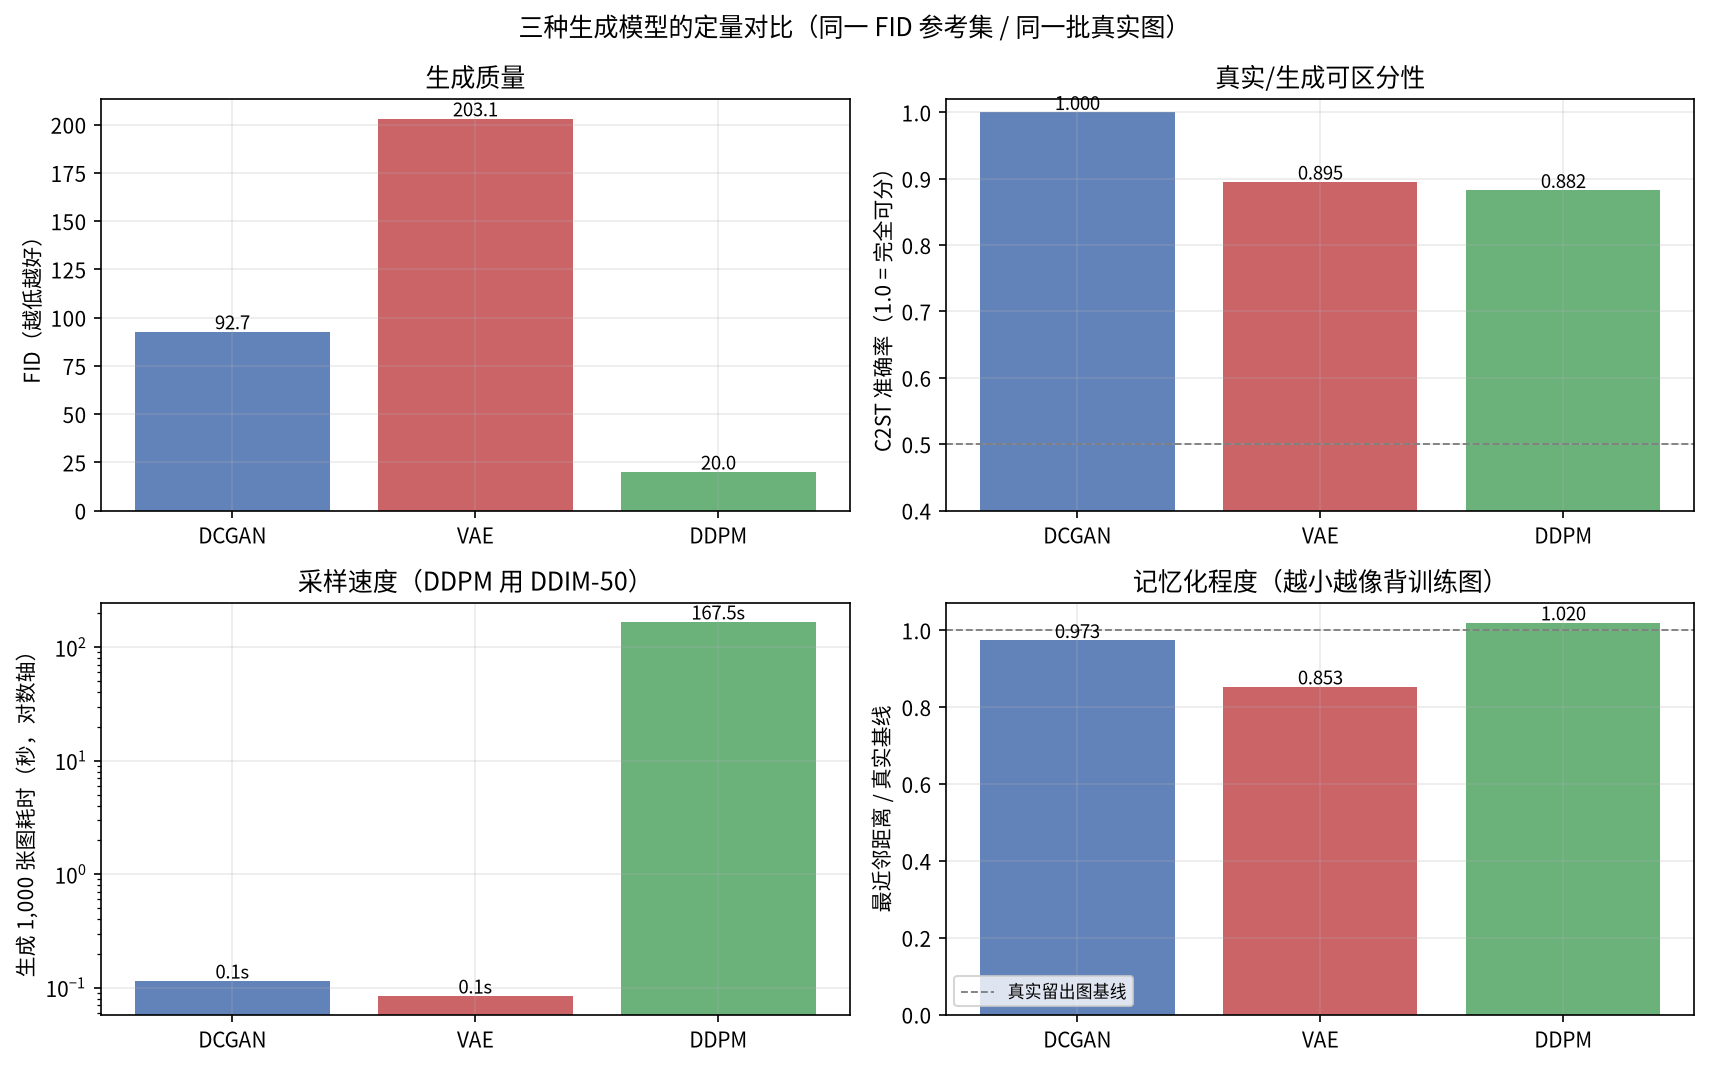 三种生成模型的定量对比（同一 FID 参考集 / 同一批真实图）
生成质量
FID（越低越好）
200
175
150
125
100
75
50
25
0
92.7
203.1
20.0
DCGAN
VAE
DDPM
真实/生成可区分性
C2ST 准确率（1.0 = 完全可分）
1.0
0.9
0.8
0.7
0.6
0.5
0.4
1.000
0.895
0.882
DCGAN
VAE
DDPM
采样速度（DDPM 用 DDIM-50）
生成 1,000 张图耗时（秒，对数轴）
10²
10¹
10⁰
10⁻¹
0.1s
0.1s
167.5s
DCGAN
VAE
DDPM
记忆化程度（越小越像背训练图）
最近邻距离 / 真实基线
1.0
0.8
0.6
0.4
0.2
0.0
0.973
0.853
1.020
真实留出图基线
DCGAN
VAE
DDPM